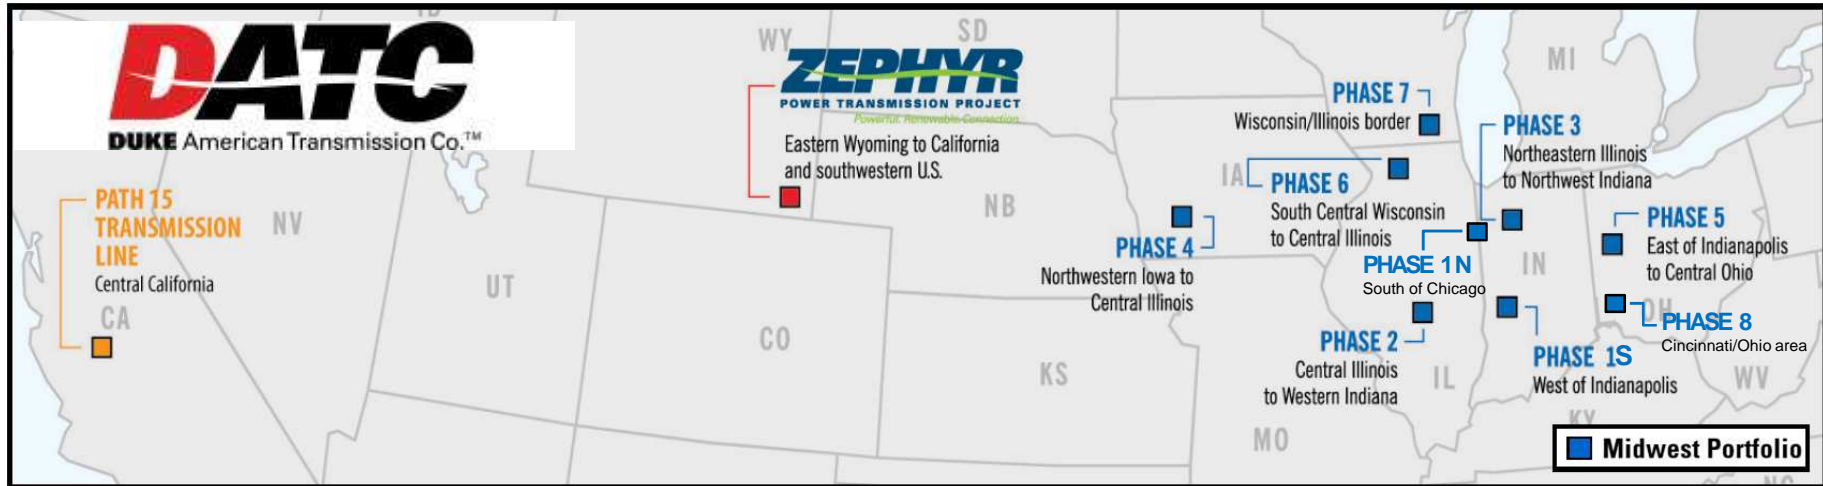 DATC
DUKE American Transmission Co.™
PATH 15
TRANSMISSION
LINE
Central California
CA
NV
UT
WY
SD
ZEPHYR
POWER TRANSMISSION PROJECT
Powerful. Renewable. Connection.
Eastern Wyoming to California
and southwestern U.S.
NB
CO
KS
PHASE 4
Northwestern Iowa to
Central Illinois
IA
PHASE 7
Wisconsin/Illinois border
PHASE 6
South Central Wisconsin
to Central Illinois
PHASE 3
Northeastern Illinois
to Northwest Indiana
MI
PHASE 1N
South of Chicago
IN
PHASE 5
East of Indianapolis
to Central Ohio
OH
PHASE 8
Cincinnati/Ohio area
PHASE 2
Central Illinois
to Western Indiana
IL
PHASE 1S
West of Indianapolis
WV
KY
MO
Midwest Portfolio